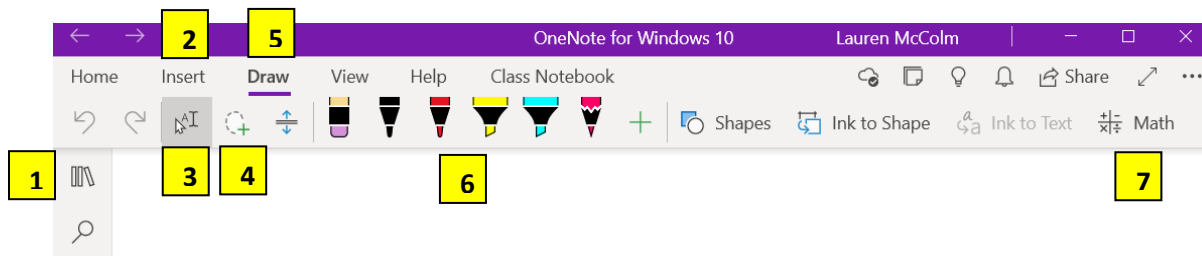 2 5 OneNote for Windows 10 Lauren McColm
Home Insert Draw View Help Class Notebook Share
Shapes Ink to Shape Ink to Text Math
1 3 4 6 7